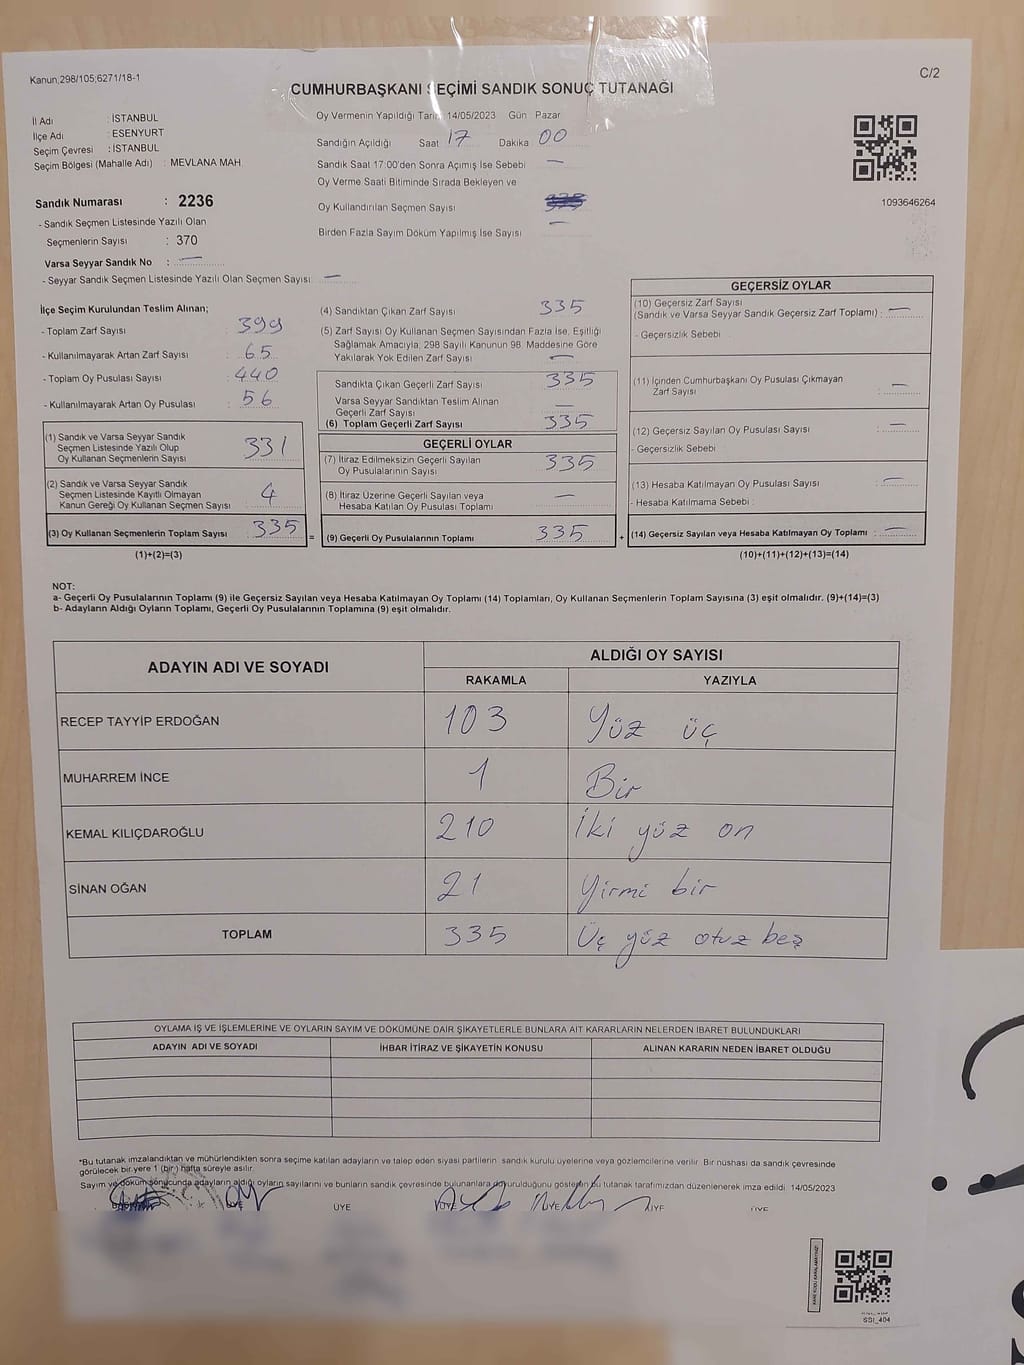 Kanun,298/105;6271/18-1
C/2
CUMHURBAŞKANI SEÇİMİ SANDIK SONUÇ TUTANAĞI
İl Adı : İSTANBUL
İlçe Adı : ESENYURT
Seçim Çevresi : İSTANBUL
Seçim Bölgesi (Mahalle Adı) : MEVLANA MAH
Sandık Numarası : 2236
- Sandık Seçmen Listesinde Yazılı Olan
Seçmenlerin Sayısı : 370
Varsa Seyyar Sandık No : —
- Seyyar Sandık Seçmen Listesinde Yazılı Olan Seçmen Sayısı: —
Oy Vermenin Yapıldığı Tarih 14/05/2023 Gün Pazar
Sandığın Açıldığı Saat 17 Dakika 00
Sandık Saat 17:00'den Sonra Açımış İse Sebebi —
Oy Verme Saati Bitiminde Sırada Bekleyen ve
Oy Kullandırılan Seçmen Sayısı
Birden Fazla Sayım Döküm Yapılmış İse Sayısı —
1093646264
İlçe Seçim Kurulundan Teslim Alınan;
- Toplam Zarf Sayısı : 399
- Kullanılmayarak Artan Zarf Sayısı : 65
- Toplam Oy Pusulası Sayısı : 440
- Kullanılmayarak Artan Oy Pusulası : 56
(1) Sandık ve Varsa Seyyar Sandık
Seçmen Listesinde Yazılı Olup
Oy Kullanan Seçmenlerin Sayısı 331
(2) Sandık ve Varsa Seyyar Sandık
Seçmen Listesinde Kayıtlı Olmayan
Kanun Gereği Oy Kullanan Seçmen Sayısı 4
(3) Oy Kullanan Seçmenlerin Toplam Sayısı 335 =
(1)+(2)=(3)
(4) Sandıktan Çıkan Zarf Sayısı 335
(5) Zarf Sayısı Oy Kullanan Seçmen Sayısından Fazla İse, Eşitliği
Sağlamak Amacıyla; 298 Sayılı Kanunun 98. Maddesine Göre
Yakılarak Yok Edilen Zarf Sayısı —
Sandıkta Çıkan Geçerli Zarf Sayısı 335
Varsa Seyyar Sandıktan Teslim Alınan
Geçerli Zarf Sayısı —
(6) Toplam Geçerli Zarf Sayısı 335
GEÇERLİ OYLAR
(7) İtiraz Edilmeksizin Geçerli Sayılan
Oy Pusulalarının Sayısı 335
(8) İtiraz Üzerine Geçerli Sayılan veya
Hesaba Katılan Oy Pusulası Toplamı —
(9) Geçerli Oy Pusulalarının Toplamı 335 +
GEÇERSİZ OYLAR
(10) Geçersiz Zarf Sayısı
(Sandık ve Varsa Seyyar Sandık Geçersiz Zarf Toplamı) : —
- Geçersizlik Sebebi
(11) İçinden Cumhurbaşkanı Oy Pusulası Çıkmayan
Zarf Sayısı : —
(12) Geçersiz Sayılan Oy Pusulası Sayısı : —
- Geçersizlik Sebebi :
(13) Hesaba Katılmayan Oy Pusulası Sayısı : —
- Hesaba Katılmama Sebebi :
(14) Geçersiz Sayılan veya Hesaba Katılmayan Oy Toplamı : —
(10)+(11)+(12)+(13)=(14)
NOT:
a- Geçerli Oy Pusulalarının Toplamı (9) ile Geçersiz Sayılan veya Hesaba Katılmayan Oy Toplamı (14) Toplamları, Oy Kullanan Seçmenlerin Toplam Sayısına (3) eşit olmalıdır. (9)+(14)=(3)
b- Adayların Aldığı Oyların Toplamı, Geçerli Oy Pusulalarının Toplamına (9) eşit olmalıdır.
ADAYIN ADI VE SOYADI ALDIĞI OY SAYISI
RAKAMLA YAZIYLA
RECEP TAYYİP ERDOĞAN 103 Yüz üç
MUHARREM İNCE 1 Bir
KEMAL KILIÇDAROĞLU 210 İki yüz on
SİNAN OĞAN 21 Yirmi bir
TOPLAM 335 Üç yüz otuz beş
OYLAMA İŞ VE İŞLEMLERİNE VE OYLARIN SAYIM VE DÖKÜMÜNE DAİR ŞİKAYETLERLE BUNLARA AİT KARARLARIN NELERDEN İBARET BULUNDUKLARI
ADAYIN ADI VE SOYADI İHBAR İTİRAZ VE ŞİKAYETİN KONUSU ALINAN KARARIN NEDEN İBARET OLDUĞU
*Bu tutanak imzalandıktan ve mühürlendikten sonra seçime katılan adayların ve talep eden siyasi partilerin sandık kurulu üyelerine veya gözlemcilerine verilir. Bir nüshası da sandık çevresinde
görülecek bir yere 1 (bir) hafta süreyle asılır.
Sayım ve döküm sonucunda adayların aldığı oyların sayılarını ve bunların sandık çevresinde bulunanlara duyurulduğunu gösteren bu tutanak tarafımızdan düzenlenerek imza edildi. 14/05/2023
ÜYE ÜYE ÜYE ÜYE ÜYE
SSI_404